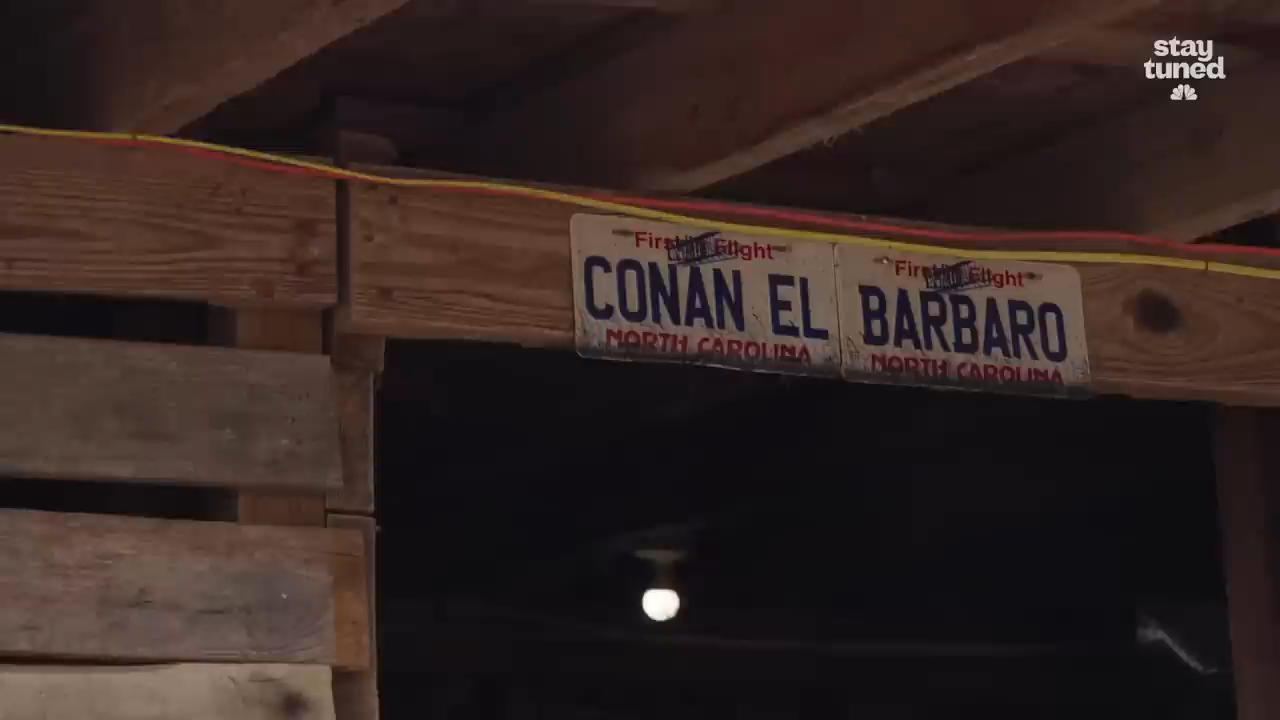 stay
tuned
First in Flight
CONAN EL
NORTH CAROLINA
First in Flight
BARBARO
NORTH CAROLINA